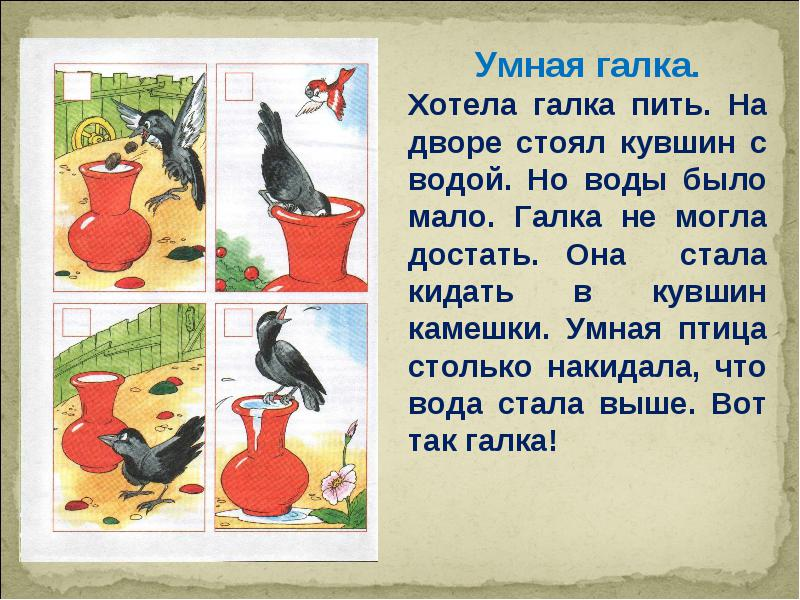 Умная галка.
Хотела галка пить. На
дворе стоял кувшин с
водой. Но воды было
мало. Галка не могла
достать. Она стала
кидать в кувшин
камешки. Умная птица
столько накидала, что
вода стала выше. Вот
так галка!